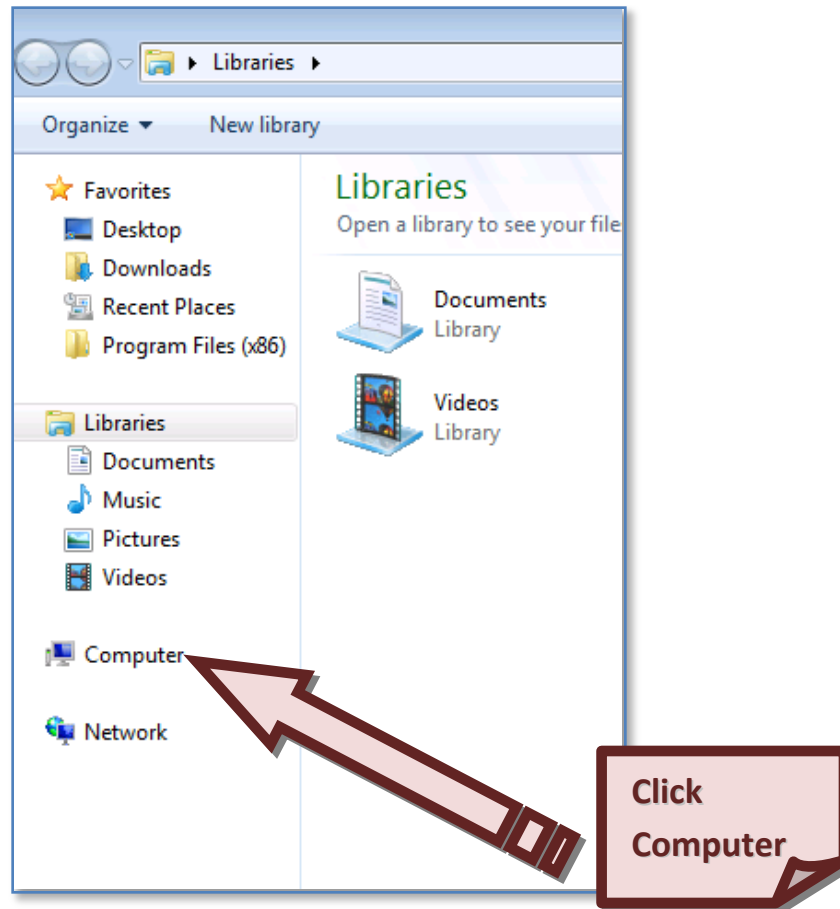 Libraries
Organize New library
Favorites
Desktop
Downloads
Recent Places
Program Files (x86)
Libraries
Documents
Music
Pictures
Videos
Computer
Network
Libraries
Open a library to see your file
Documents
Library
Videos
Library
Click
Computer